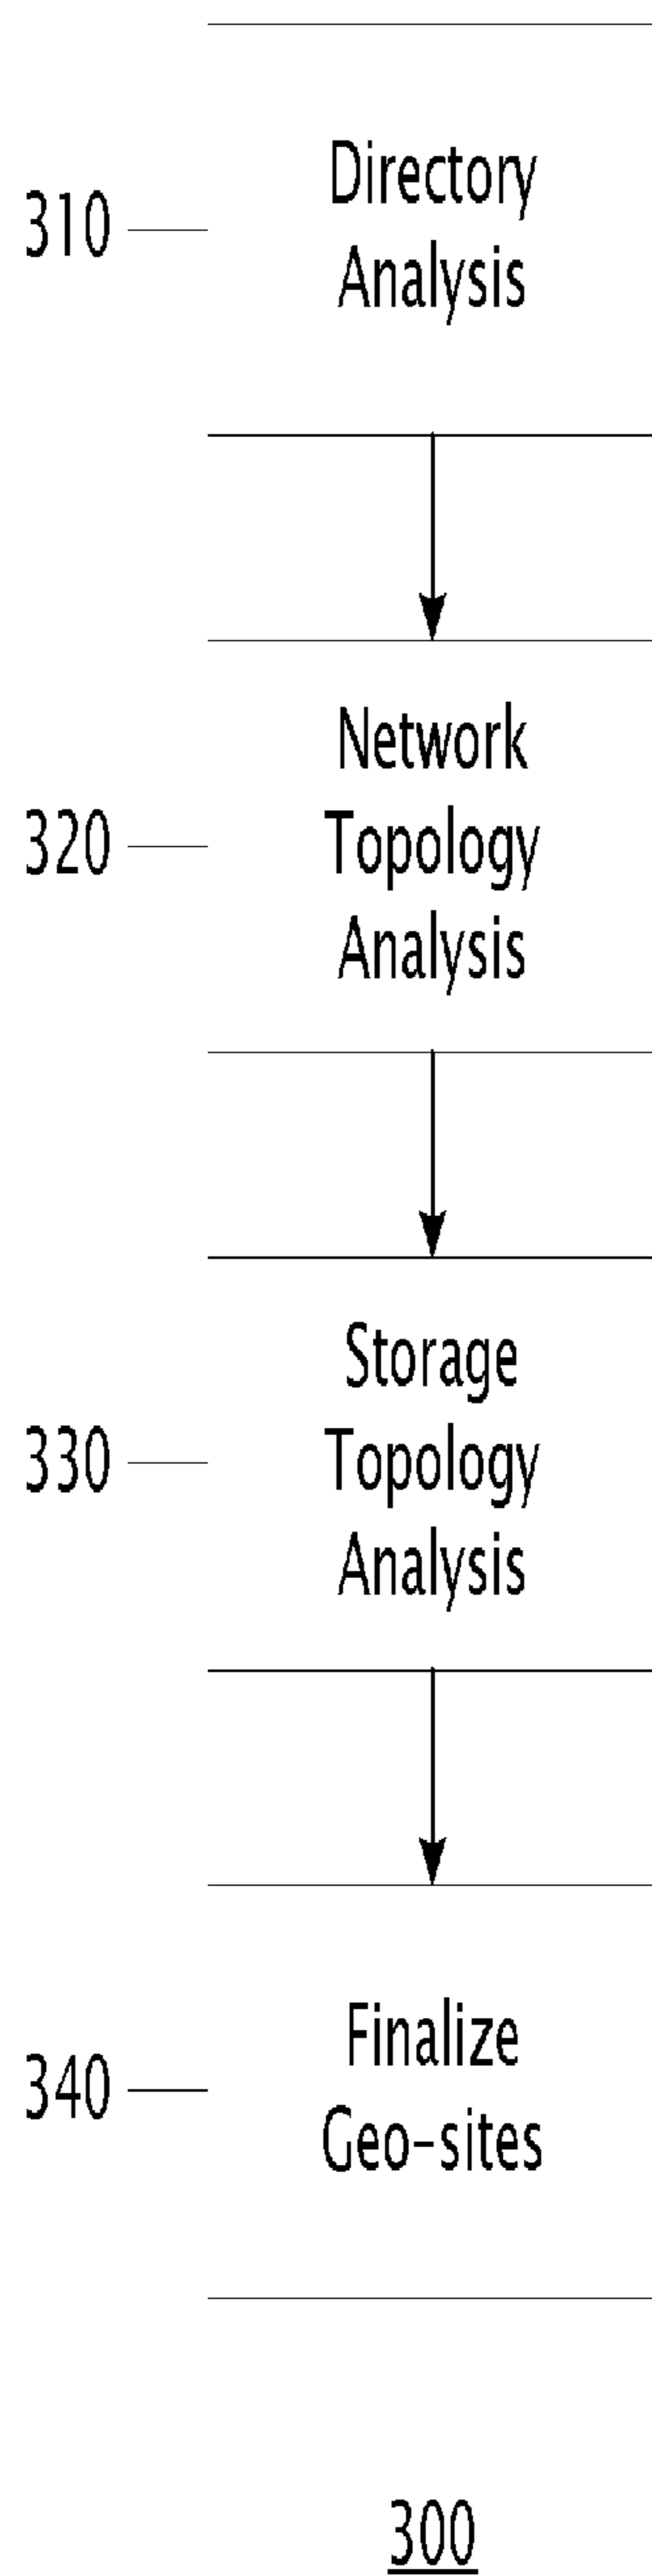 Directory
Analysis
310
Network
Topology
Analysis
320
Storage
Topology
Analysis
330
Finalize
Geo-sites
340
300